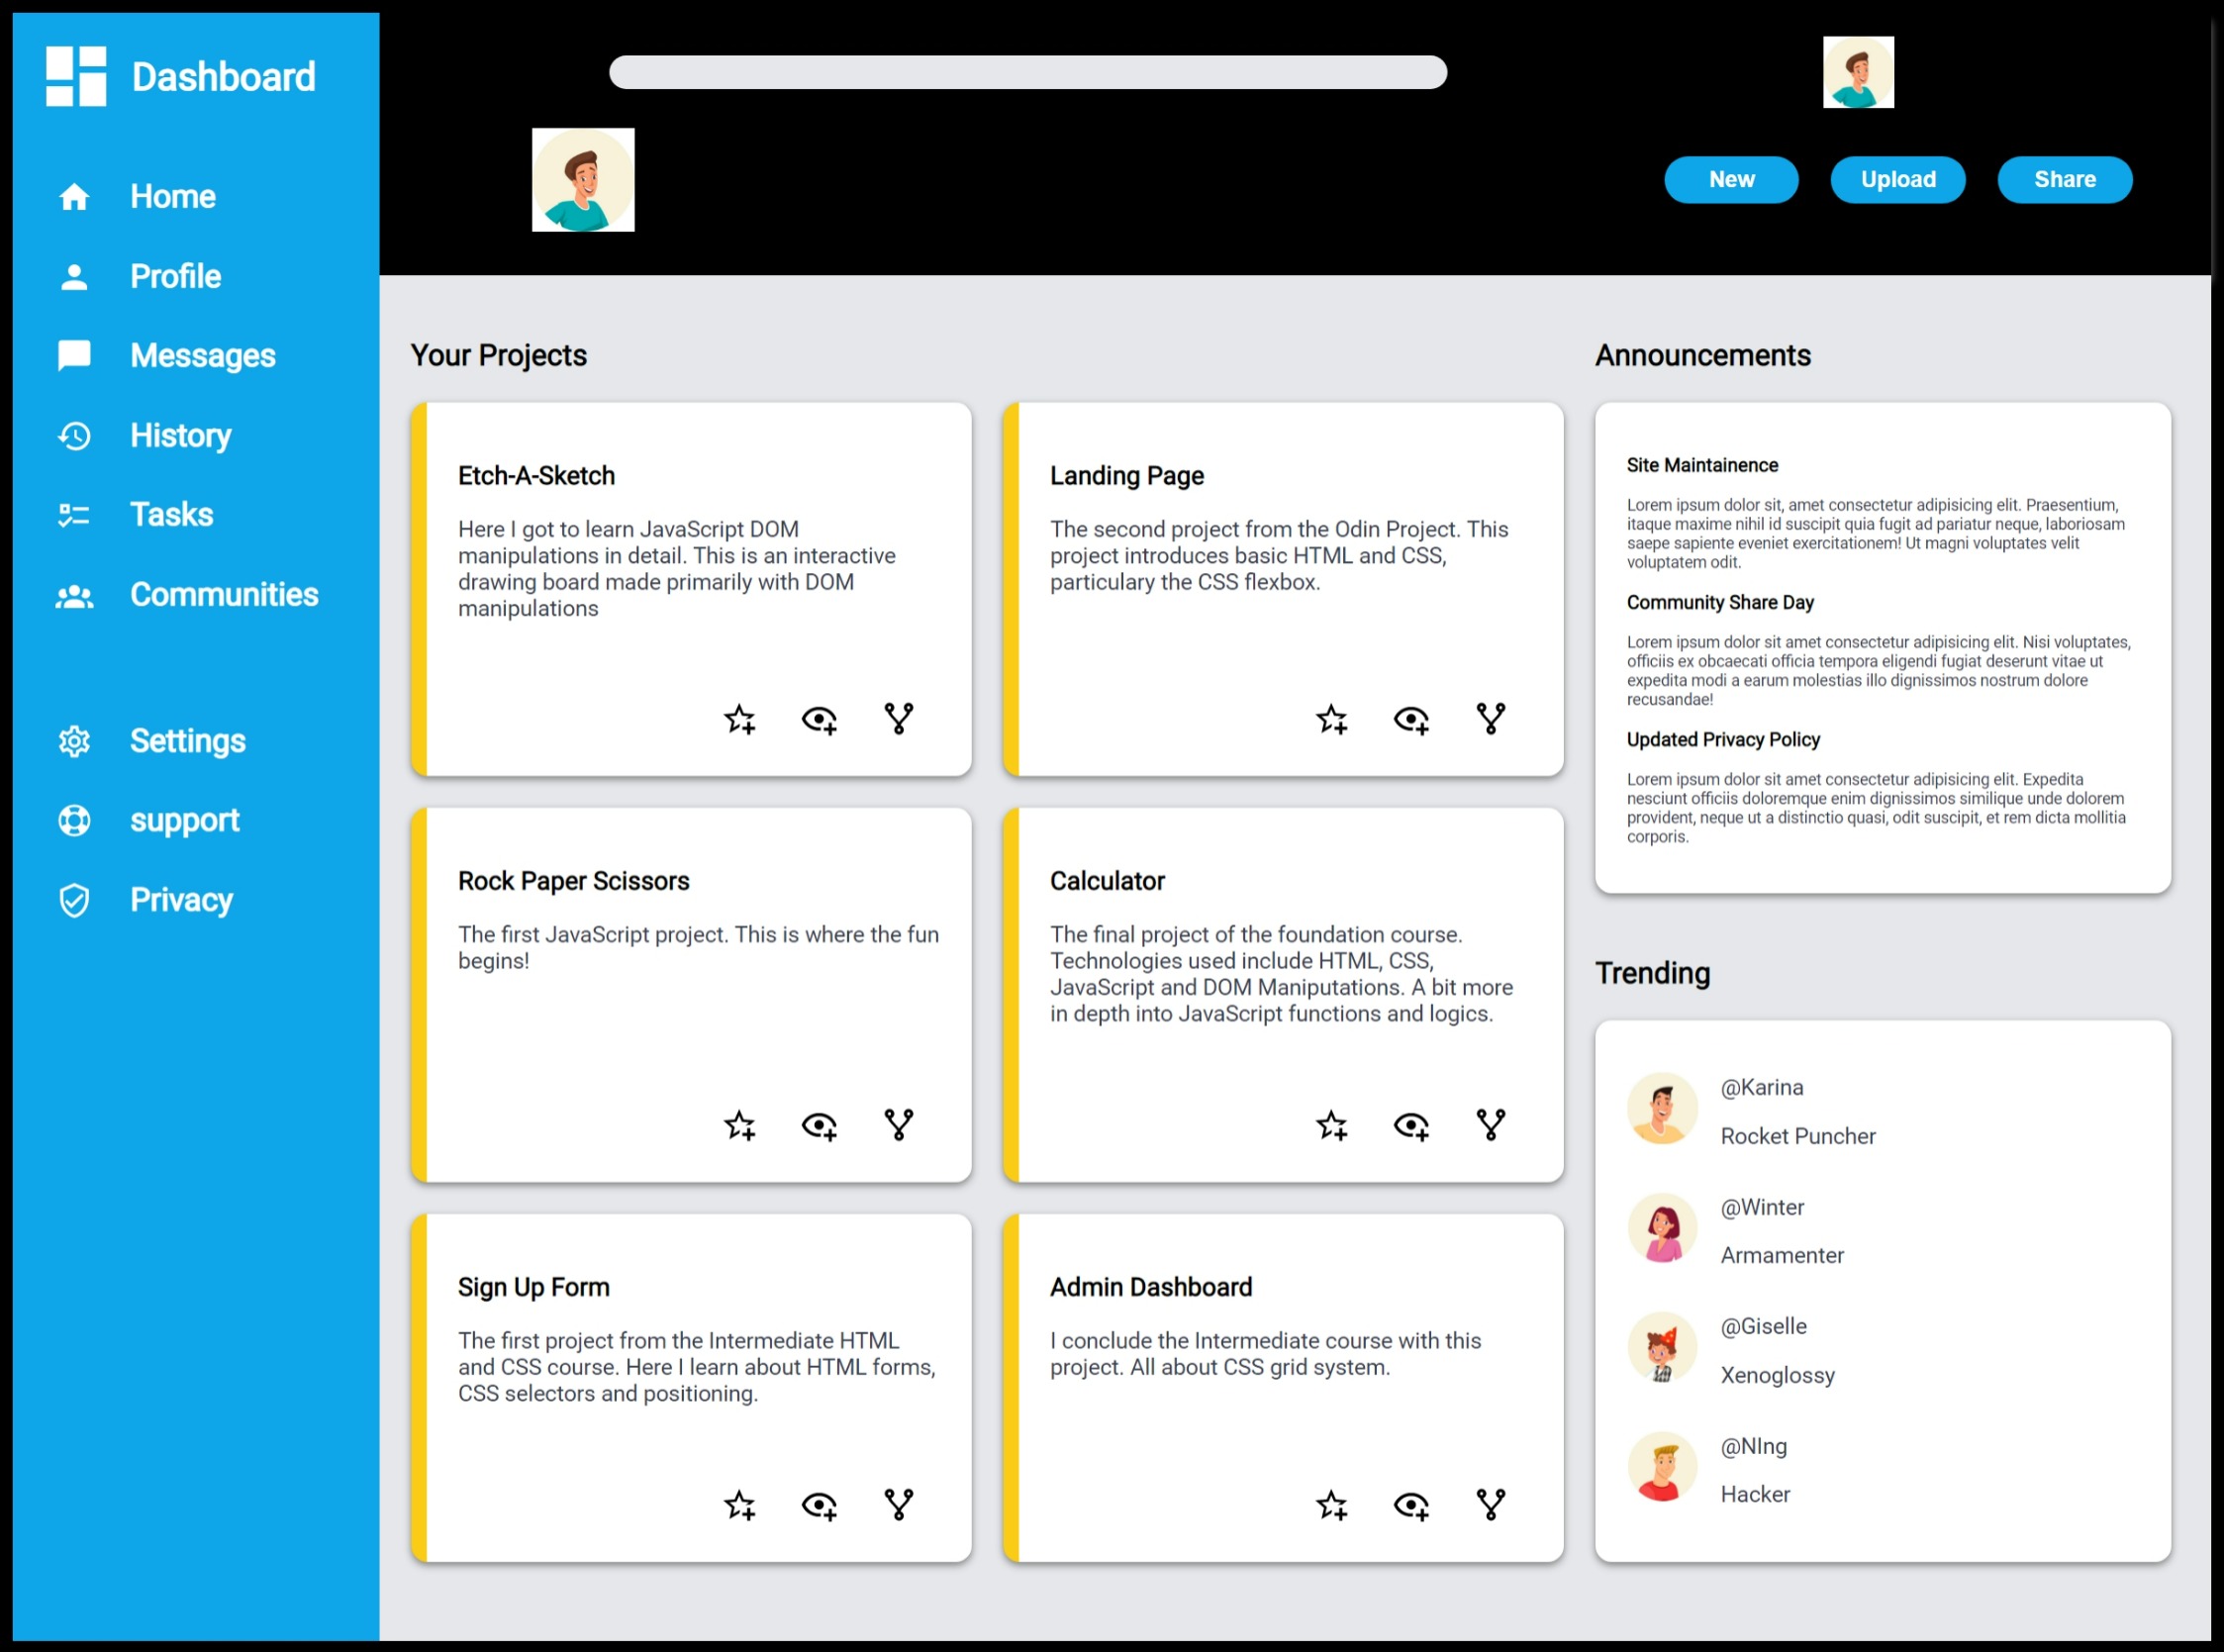 Dashboard
Home
Profile
Messages
History
Tasks
Communities
Settings
support
Privacy
New
Upload
Share
Your Projects
Etch-A-Sketch
Here I got to learn JavaScript DOM
manipulations in detail. This is an interactive
drawing board made primarily with DOM
manipulations
Landing Page
The second project from the Odin Project. This
project introduces basic HTML and CSS,
particulary the CSS flexbox.
Rock Paper Scissors
The first JavaScript project. This is where the fun
begins!
Calculator
The final project of the foundation course.
Technologies used include HTML, CSS,
JavaScript and DOM Maniputations. A bit more
in depth into JavaScript functions and logics.
Sign Up Form
The first project from the Intermediate HTML
and CSS course. Here I learn about HTML forms,
CSS selectors and positioning.
Admin Dashboard
I conclude the Intermediate course with this
project. All about CSS grid system.
Announcements
Site Maintainence
Lorem ipsum dolor sit, amet consectetur adipisicing elit. Praesentium,
itaque maxime nihil id suscipit quia fugit ad pariatur neque, laboriosam
saepe sapiente eveniet exercitationem! Ut magni voluptates velit
voluptatem odit.
Community Share Day
Lorem ipsum dolor sit amet consectetur adipisicing elit. Nisi voluptates,
officiis ex obcaecati officia tempora eligendi fugiat deserunt vitae ut
expedita modi a earum molestias illo dignissimos nostrum dolore
recusandae!
Updated Privacy Policy
Lorem ipsum dolor sit amet consectetur adipisicing elit. Expedita
nesciunt officiis doloremque enim dignissimos similique unde dolorem
provident, neque ut a distinctio quasi, odit suscipit, et rem dicta mollitia
corporis.
Trending
@Karina
Rocket Puncher
@Winter
Armamenter
@Giselle
Xenoglossy
@NIng
Hacker